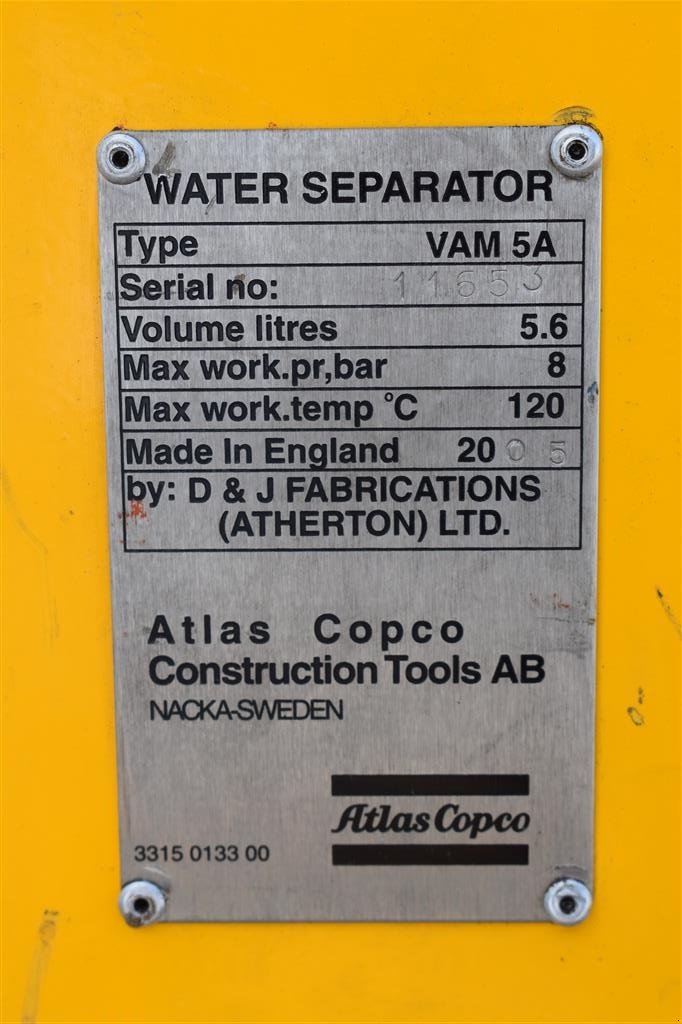 WATER SEPARATOR
Type VAM 5A
Serial no: 11653
Volume litres 5.6
Max work.pr,bar 8
Max work.temp °C 120
Made In England 2005
by: D & J FABRICATIONS
(ATHERTON) LTD.
Atlas Copco
Construction Tools AB
NACKA-SWEDEN
Atlas Copco
3315 0133 00